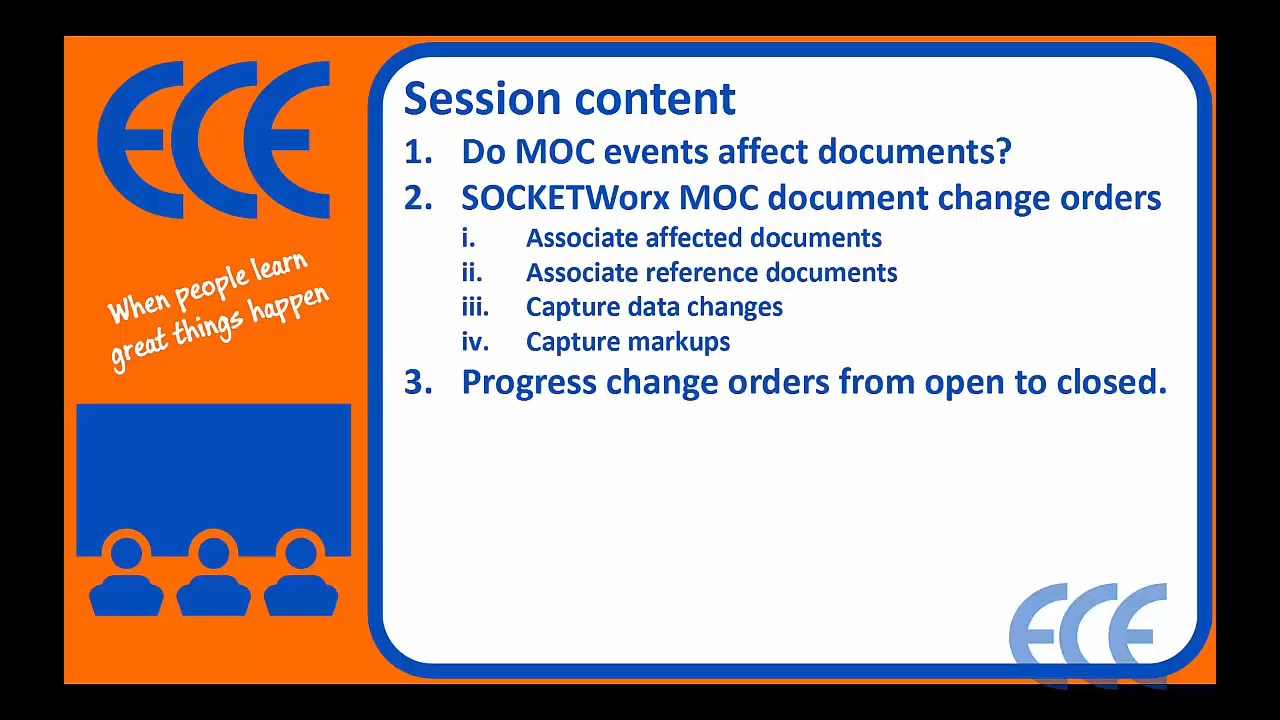 ECE
When people learn
great things happen
Session content
1. Do MOC events affect documents?
2. SOCKETWorx MOC document change orders
i. Associate affected documents
ii. Associate reference documents
iii. Capture data changes
iv. Capture markups
3. Progress change orders from open to closed.
ECE